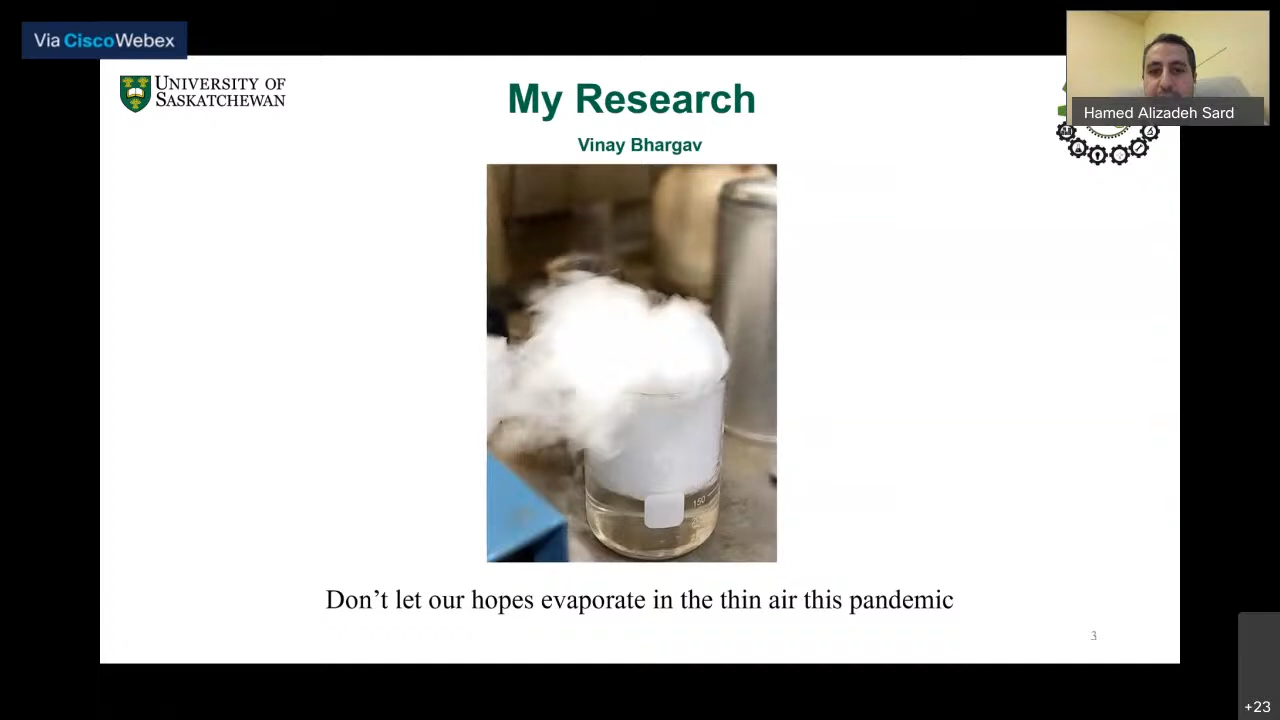 Via CiscoWebex
UNIVERSITY OF
SASKATCHEWAN
My Research
Vinay Bhargav
Hamed Alizadeh Sard
150
Don’t let our hopes evaporate in the thin air this pandemic
3
+23